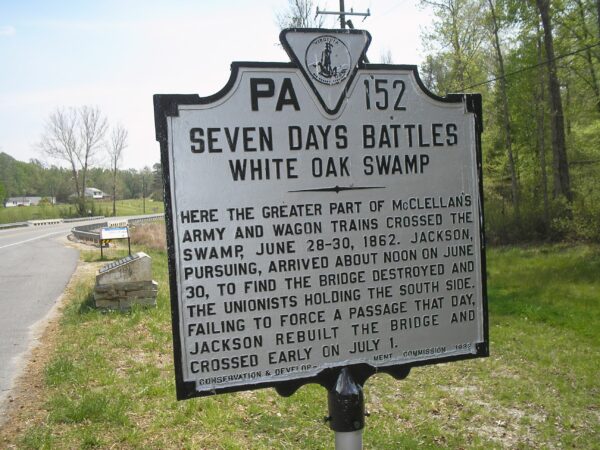 VIRGINIA
PA 152
SEVEN DAYS BATTLES
WHITE OAK SWAMP
HERE THE GREATER PART OF McCLELLAN'S
ARMY AND WAGON TRAINS CROSSED THE
SWAMP, JUNE 28-30, 1862. JACKSON,
PURSUING, ARRIVED ABOUT NOON ON JUNE
30, TO FIND THE BRIDGE DESTROYED AND
THE UNIONISTS HOLDING THE SOUTH SIDE.
FAILING TO FORCE A PASSAGE THAT DAY,
JACKSON REBUILT THE BRIDGE AND
CROSSED EARLY ON JULY 1.
CONSERVATION & DEVELOPMENT COMMISSION 1932